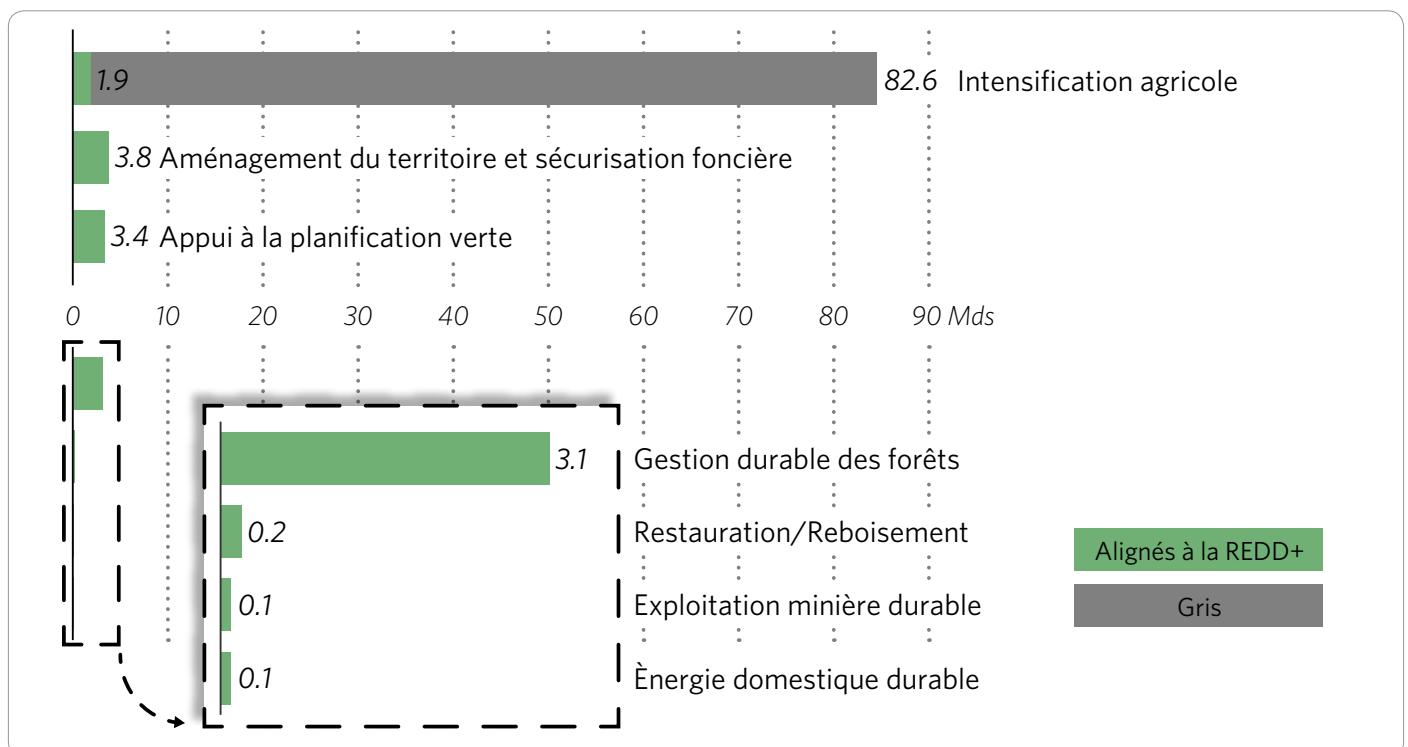 1.9 82.6 Intensification agricole
3.8 Aménagement du territoire et sécurisation foncière
3.4 Appui à la planification verte
0 10 20 30 40 50 60 70 80 90 Mds
3.1 Gestion durable des forêts
0.2 Restauration/Reboisement
Alignés à la REDD+
0.1 Exploitation minière durable
Gris
0.1 Ènergie domestique durable